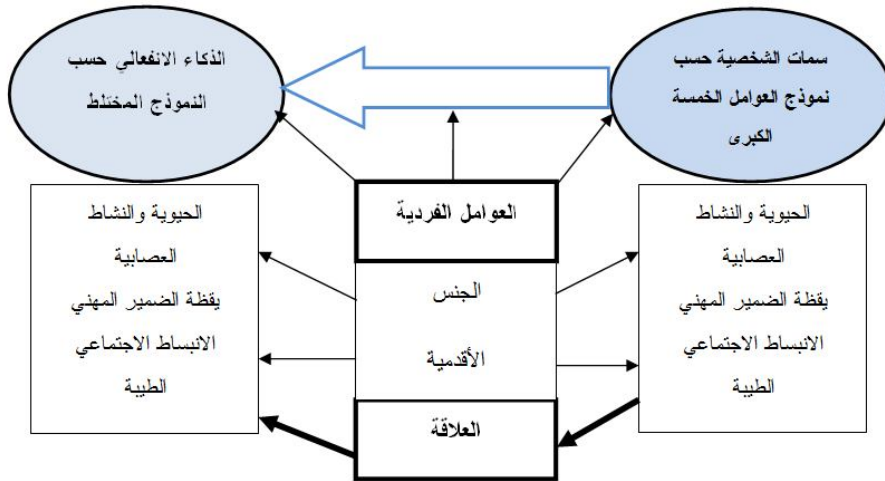 سمات الشخصية حسب
نموذج العوامل الخمسة
الكبرى
الذكاء الانفعالي حسب
النموذج المختلط
العوامل الفردية
الجنس
الأقدمية
العلاقة
الحيوية والنشاط
العصابية
يقظة الضمير المهني
الانبساط الاجتماعي
الطيبة
الحيوية والنشاط
العصابية
يقظة الضمير المهني
الانبساط الاجتماعي
الطيبة